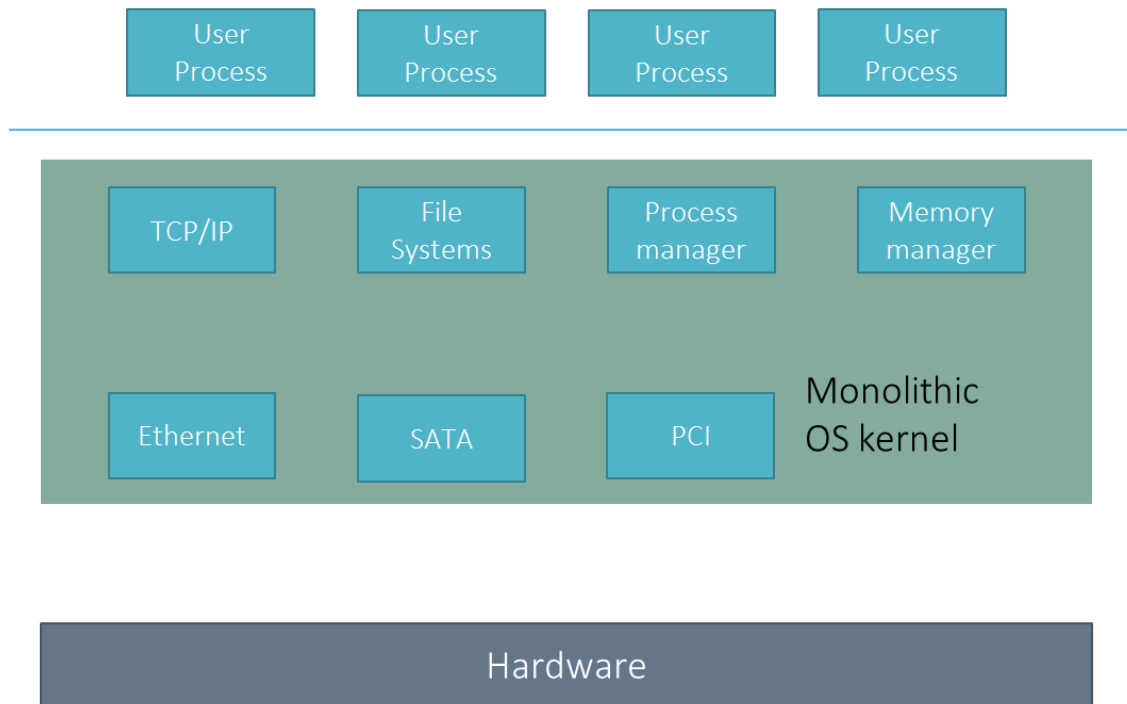 User
Process
User
Process
User
Process
User
Process
TCP/IP
File
Systems
Process
manager
Memory
manager
Ethernet
SATA
PCI
Monolithic
OS kernel
Hardware